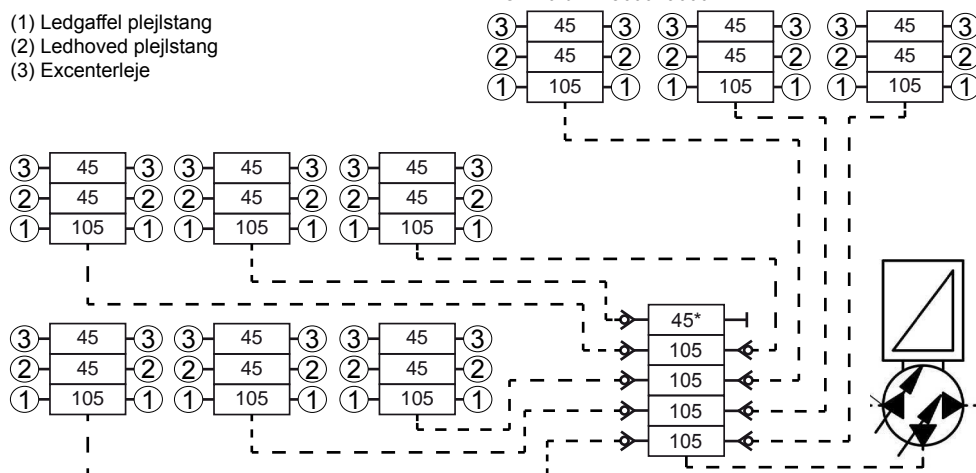 (1) Ledgaffel plejlstang
(2) Ledhoved plejlstang
(3) Excenterleje
3 45 3 3 45 3 3 45 3
2 45 2 2 45 2 2 45 2
1 105 1 1 105 1 1 105 1
3 45 3 3 45 3 3 45 3
2 45 2 2 45 2 2 45 2
1 105 1 1 105 1 1 105 1
45*
105
105
105
105
3 45 3 3 45 3 3 45 3
2 45 2 2 45 2 2 45 2
1 105 1 1 105 1 1 105 1